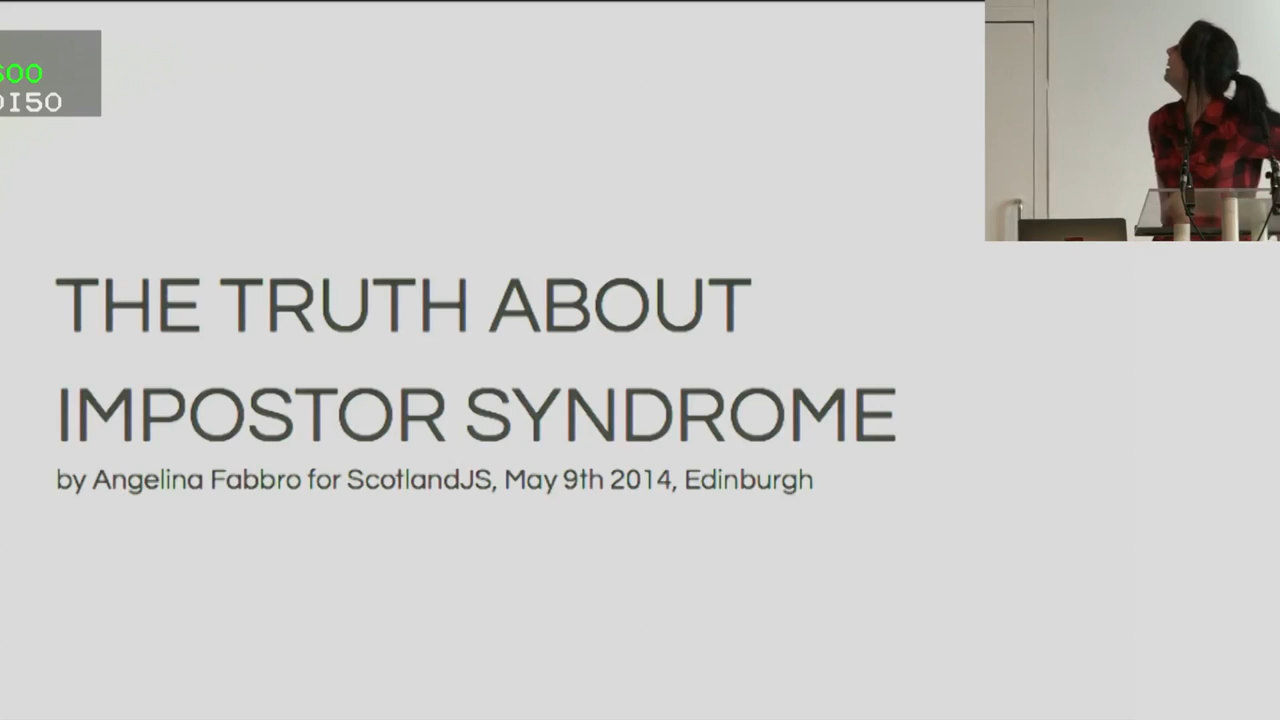 THE TRUTH ABOUT
IMPOSTOR SYNDROME
by Angelina Fabbro for ScotlandJS, May 9th 2014, Edinburgh